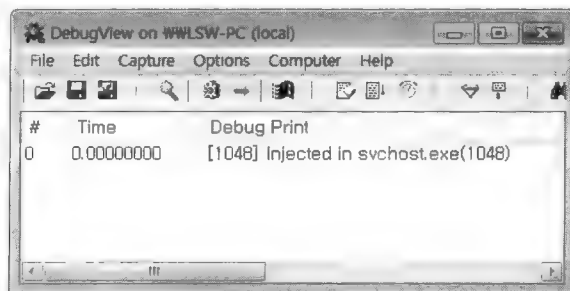 DebugView on \\LSW-PC (local)
File Edit Capture Options Computer Help
# Time Debug Print
0 0.00000000 [1048] Injected in svchost.exe(1048)